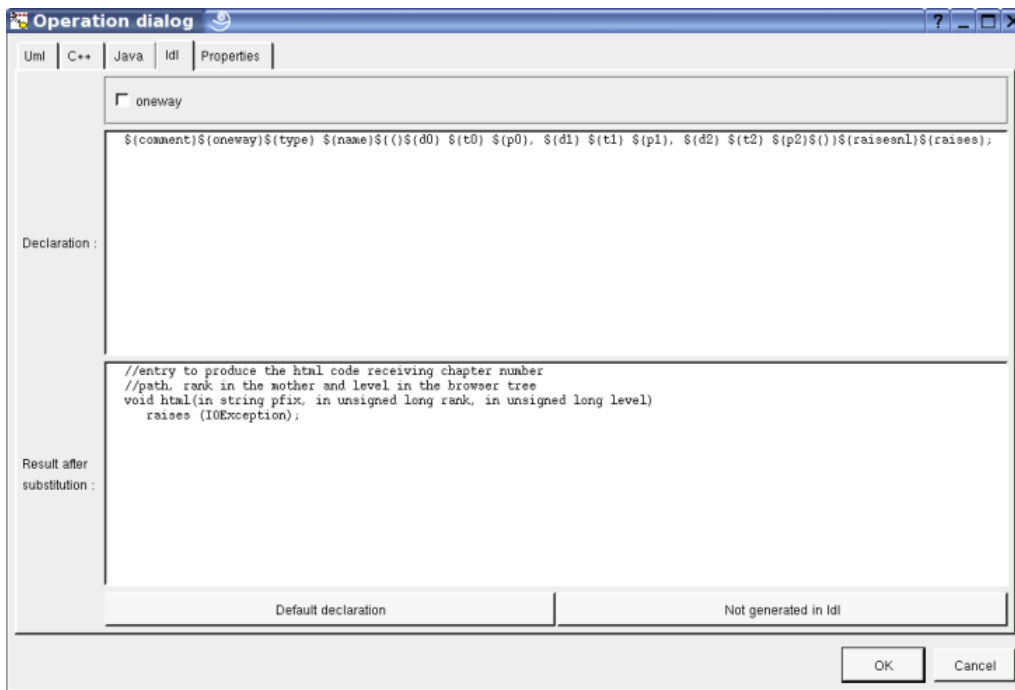 Operation dialog
Uml C++ Java Idl Properties
oneway
${comment}${oneway}${type} ${name}${(}${d0} ${t0} ${p0}, ${d1} ${t1} ${p1}, ${d2} ${t2} ${p2}${)}${raisesnl}${raises};
Declaration :
//entry to produce the html code receiving chapter number
//path, rank in the mother and level in the browser tree
void html(in string pfix, in unsigned long rank, in unsigned long level)
raises (IOException);
Result after
substitution :
Default declaration Not generated in Idl
OK Cancel